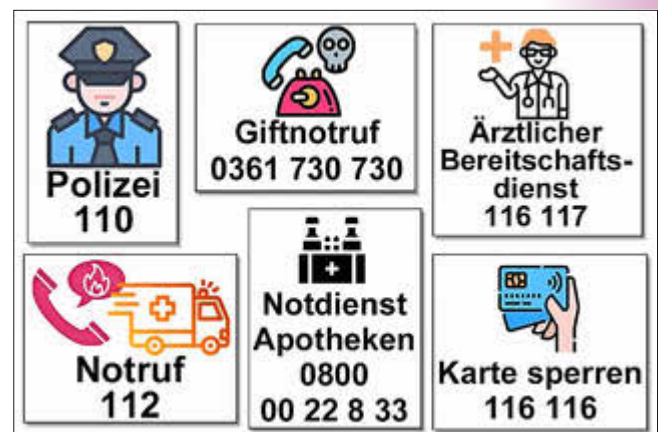 Polizei
110
Giftnotruf
0361 730 730
Ärztlicher
Bereitschafts-
dienst
116 117
Notruf
112
Notdienst
Apotheken
0800
00 22 8 33
Karte sperren
116 116